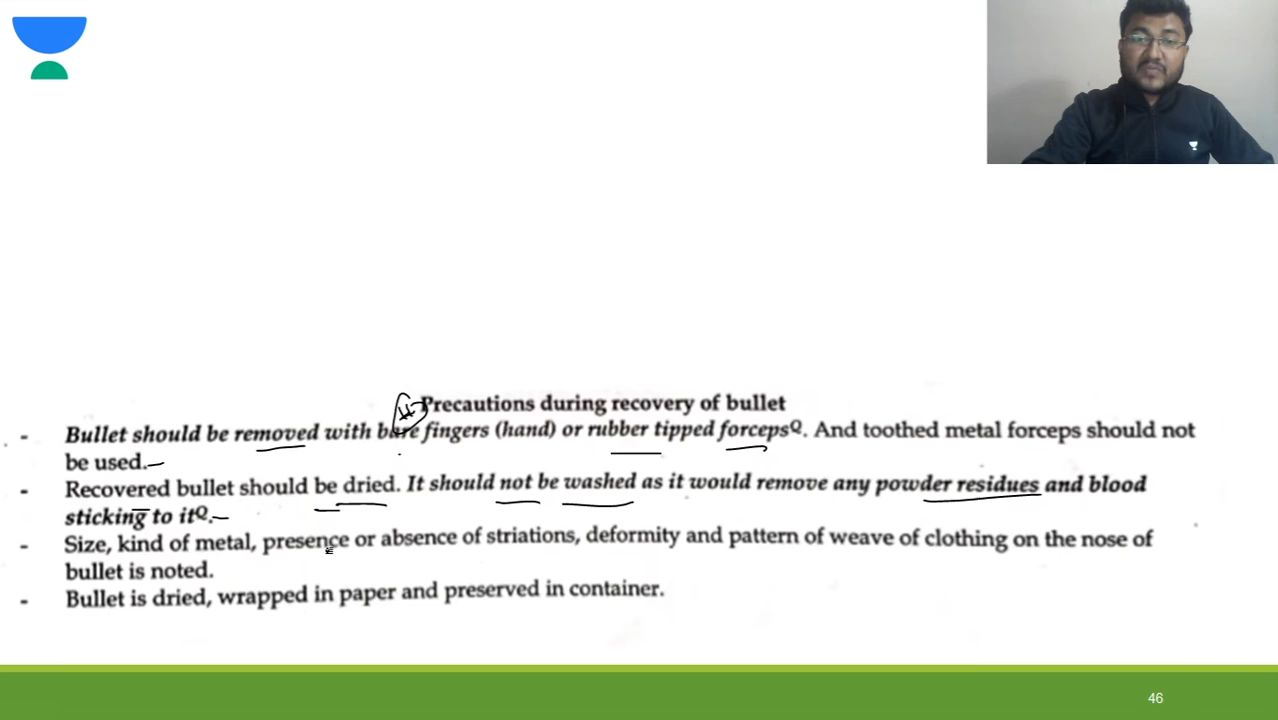 Precautions during recovery of bullet
- Bullet should be removed with bare fingers (hand) or rubber tipped forcepsQ. And toothed metal forceps should not
be used.
- Recovered bullet should be dried. It should not be washed as it would remove any powder residues and blood
sticking to itQ.
- Size, kind of metal, presence or absence of striations, deformity and pattern of weave of clothing on the nose of
bullet is noted.
- Bullet is dried, wrapped in paper and preserved in container.
46